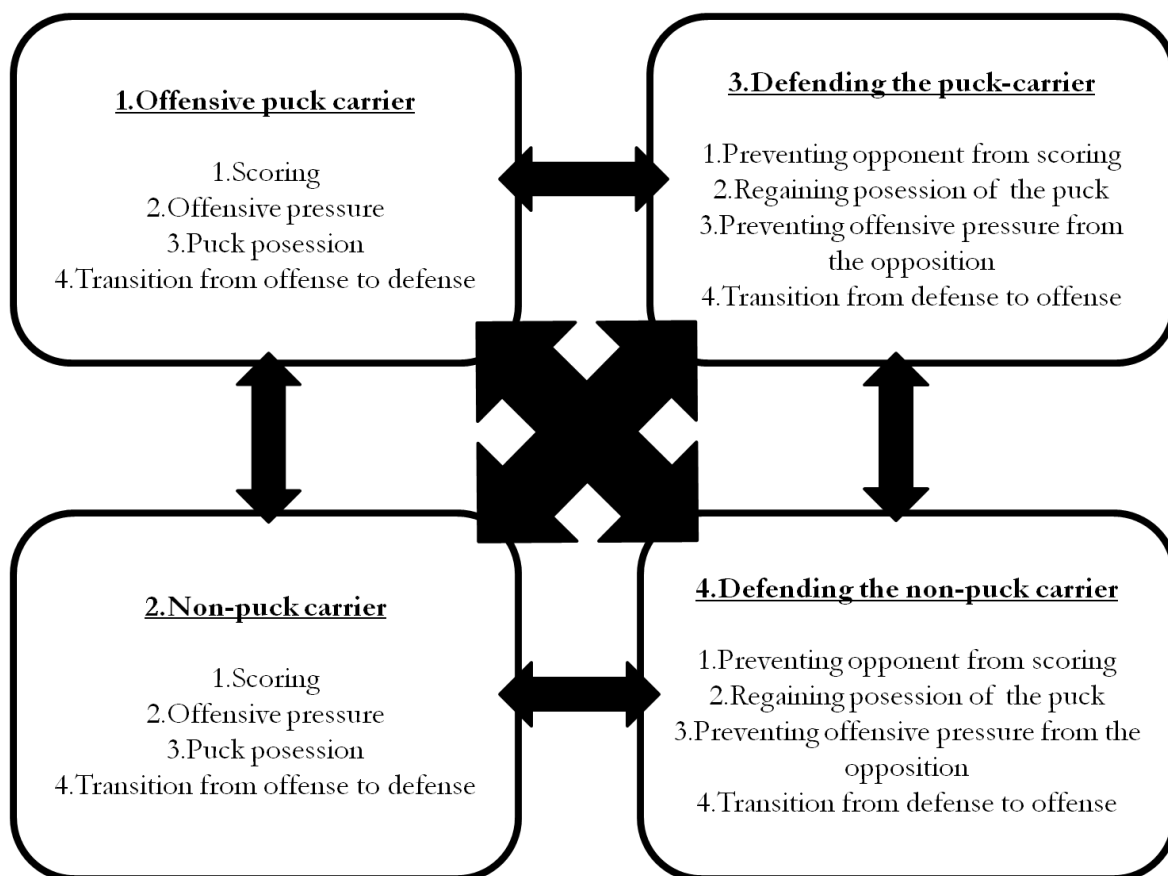 1.Offensive puck carrier
1.Scoring
2.Offensive pressure
3.Puck posession
4.Transition from offense to defense
3.Defending the puck-carrier
1.Preventing opponent from scoring
2.Regaining posession of the puck
3.Preventing offensive pressure from
the opposition
4.Transition from defense to offense
2.Non-puck carrier
1.Scoring
2.Offensive pressure
3.Puck posession
4.Transition from offense to defense
4.Defending the non-puck carrier
1.Preventing opponent from scoring
2.Regaining posession of the puck
3.Preventing offensive pressure from the
opposition
4.Transition from defense to offense